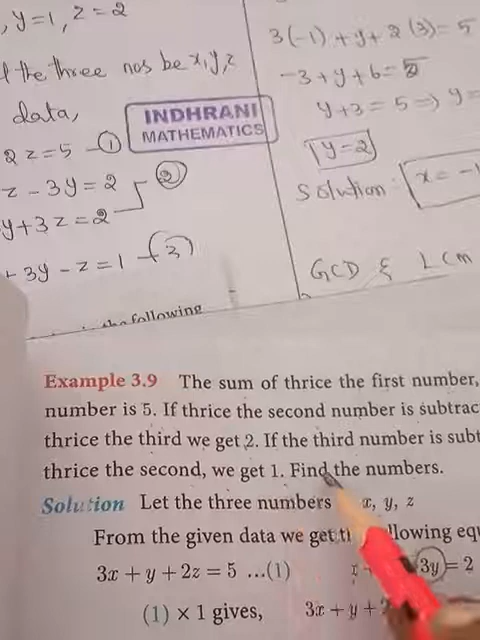 , y=1, z=2
the three nos be x, y, z
data,
2z=5 - ①
z - 3y = 2
②
y+3z=2
+ 3y - z = 1 - ③
INDHRANI
MATHEMATICS
3(-1) + y + 2(3) = 5
-3 + y + 6 = 5
y+3 = 5 ⇒ y =
y=2
Solution: x = -1
GCD & LCM
the following
Example 3.9 The sum of thrice the first number,
number is 5. If thrice the second number is subtrac
thrice the third we get 2. If the third number is subt
thrice the second, we get 1. Find the numbers.
Solution Let the three numbers x, y, z
From the given data we get llowing equ
3x + y + 2z = 5 ...(1) 3y = 2
(1) × 1 gives, 3x + y +